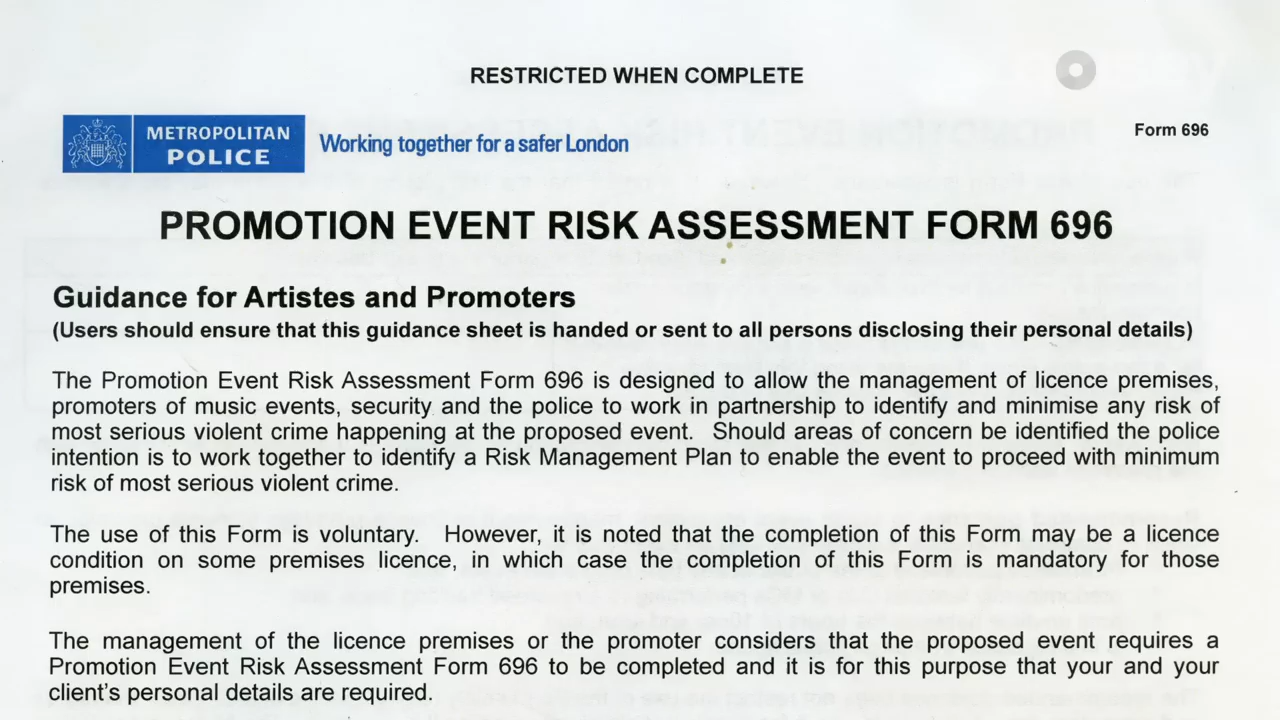 RESTRICTED WHEN COMPLETE
METROPOLITAN
POLICE
Working together for a safer London
Form 696
PROMOTION EVENT RISK ASSESSMENT FORM 696
Guidance for Artistes and Promoters
(Users should ensure that this guidance sheet is handed or sent to all persons disclosing their personal details)
The Promotion Event Risk Assessment Form 696 is designed to allow the management of licence premises,
promoters of music events, security and the police to work in partnership to identify and minimise any risk of
most serious violent crime happening at the proposed event. Should areas of concern be identified the police
intention is to work together to identify a Risk Management Plan to enable the event to proceed with minimum
risk of most serious violent crime.
The use of this Form is voluntary. However, it is noted that the completion of this Form may be a licence
condition on some premises licence, in which case the completion of this Form is mandatory for those
premises.
The management of the licence premises or the promoter considers that the proposed event requires a
Promotion Event Risk Assessment Form 696 to be completed and it is for this purpose that your and your
client's personal details are required.